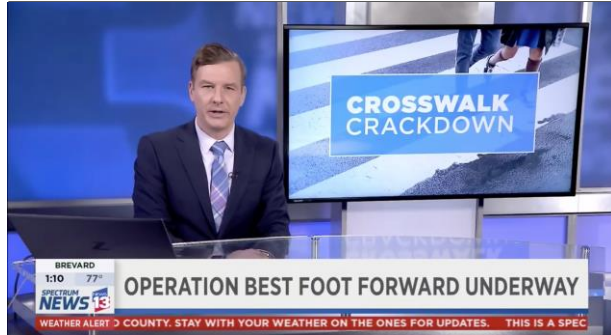 CROSSWALK
CRACKDOWN
BREVARD
1:10 77°
SPECTRUM
NEWS 13
OPERATION BEST FOOT FORWARD UNDERWAY
WEATHER ALERT O COUNTY. STAY WITH YOUR WEATHER ON THE ONES FOR UPDATES. THIS IS A SPEC